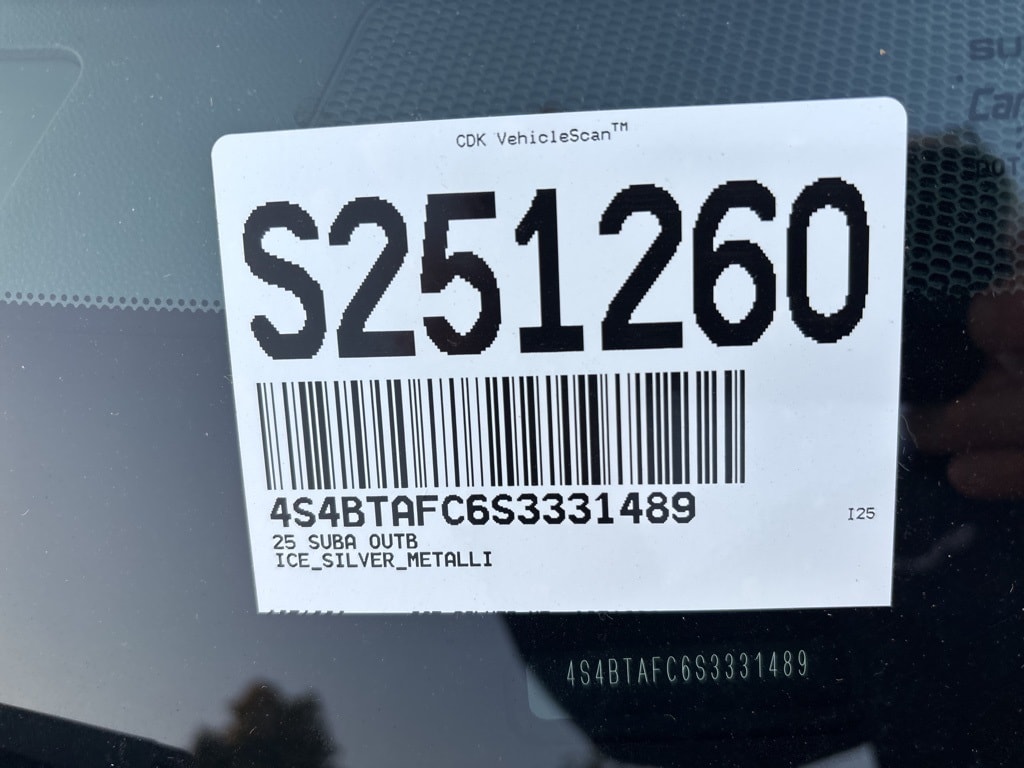 CDK VehicleScan™
S251260
4S4BTAFC6S3331489
I25
25 SUBA OUTB
ICE_SILVER_METALLI
4S4BTAFC6S3331489